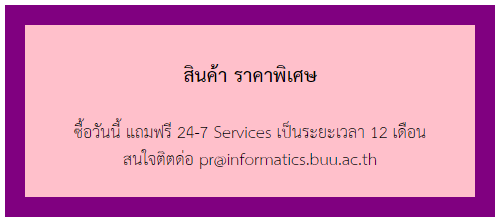 สินค้า ราคาพิเศษ
ซื้อวันนี้ แถมฟรี 24-7 Services เป็นระยะเวลา 12 เดือน
สนใจติตต่อ pr@informatics.buu.ac.th